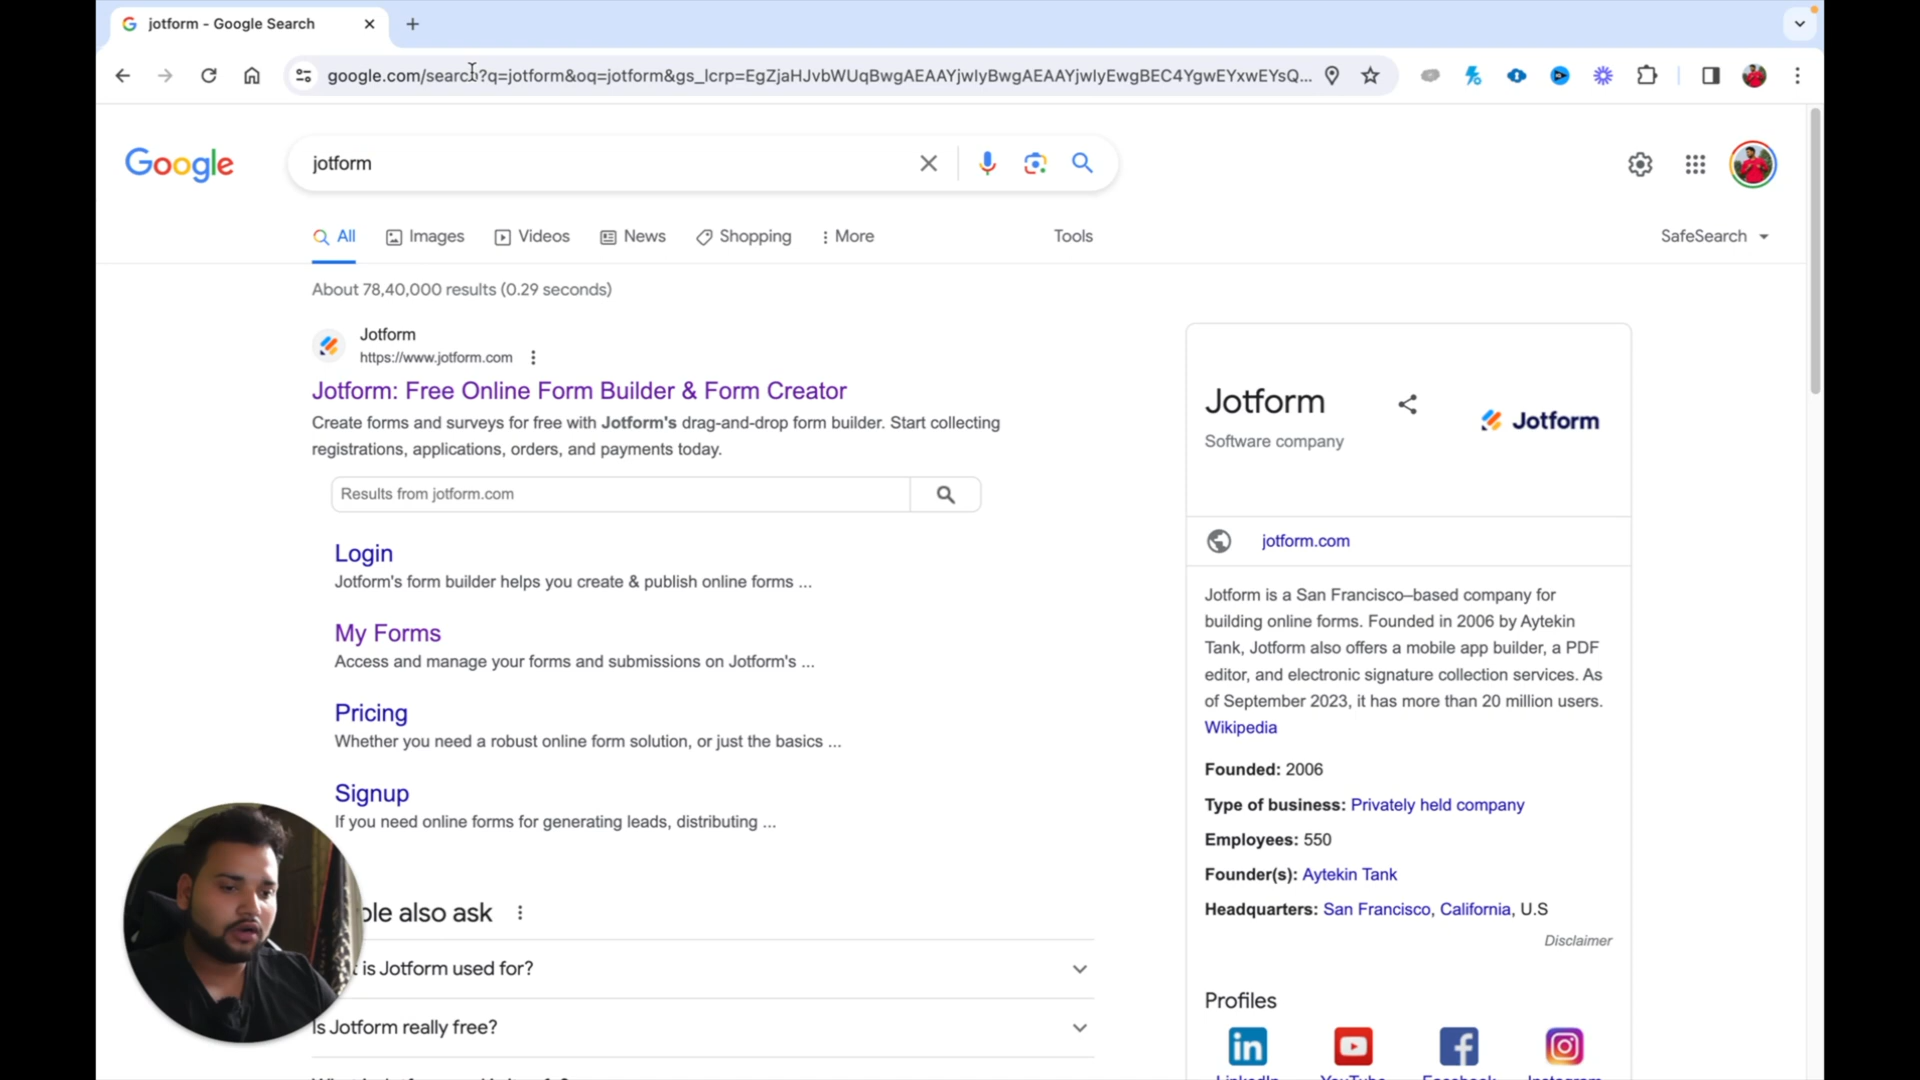 jotform - Google Search
google.com/search?q=jotform&oq=jotform&gs_lcrp=EgZjaHJvbWUqBwgAEAAYjwIyBwgAEAAYjwIyEwgBEC4YgwEYxwEYsQ...
Google
jotform
All
Images
Videos
News
Shopping
More
Tools
SafeSearch
About 78,40,000 results (0.29 seconds)
Jotform
https://www.jotform.com
Jotform: Free Online Form Builder & Form Creator
Create forms and surveys for free with Jotform's drag-and-drop form builder. Start collecting
registrations, applications, orders, and payments today.
Results from jotform.com
Login
Jotform's form builder helps you create & publish online forms ...
My Forms
Access and manage your forms and submissions on Jotform's ...
Pricing
Whether you need a robust online form solution, or just the basics ...
Signup
If you need online forms for generating leads, distributing ...
ple also ask
is Jotform used for?
Is Jotform really free?
Jotform
Software company
Jotform
jotform.com
Jotform is a San Francisco–based company for
building online forms. Founded in 2006 by Aytekin
Tank, Jotform also offers a mobile app builder, a PDF
editor, and electronic signature collection services. As
of September 2023, it has more than 20 million users.
Wikipedia
Founded: 2006
Type of business: Privately held company
Employees: 550
Founder(s): Aytekin Tank
Headquarters: San Francisco, California, U.S
Disclaimer
Profiles
LinkedIn
YouTube
Facebook
Instagram